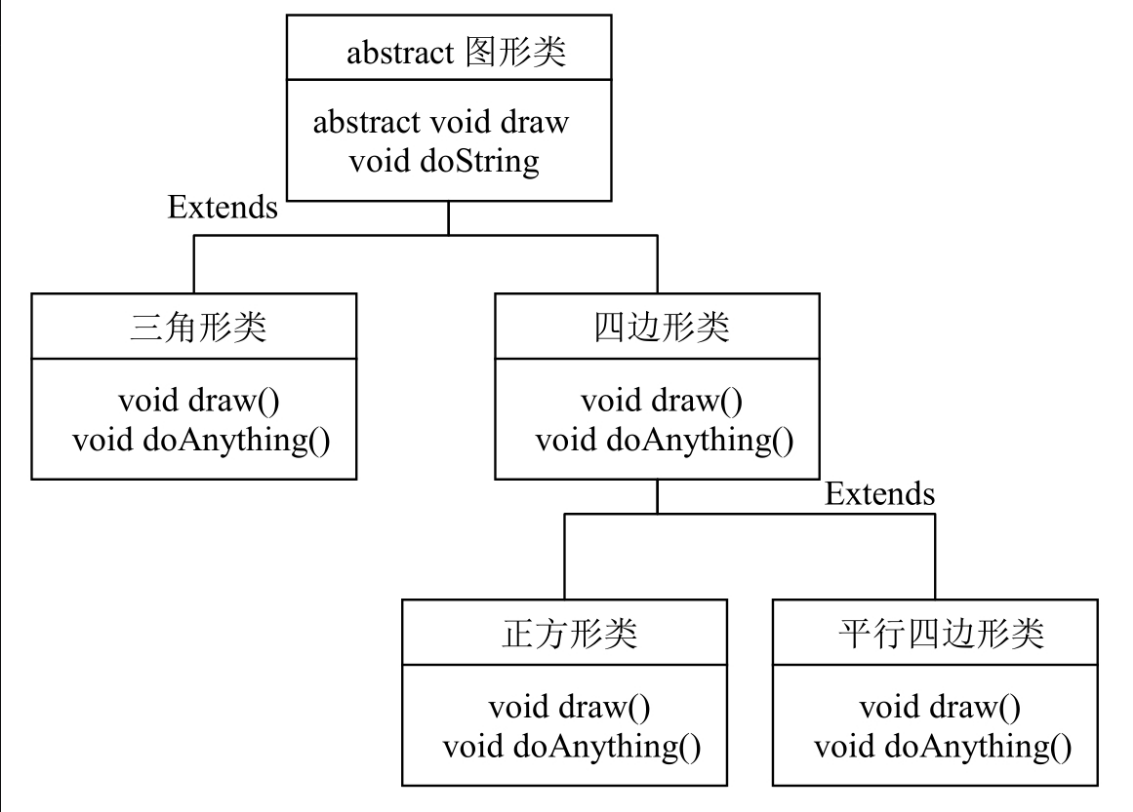 abstract 图形类
abstract void draw
void doString
Extends
三角形类
void draw()
void doAnything()
四边形类
void draw()
void doAnything()
Extends
正方形类
void draw()
void doAnything()
平行四边形类
void draw()
void doAnything()